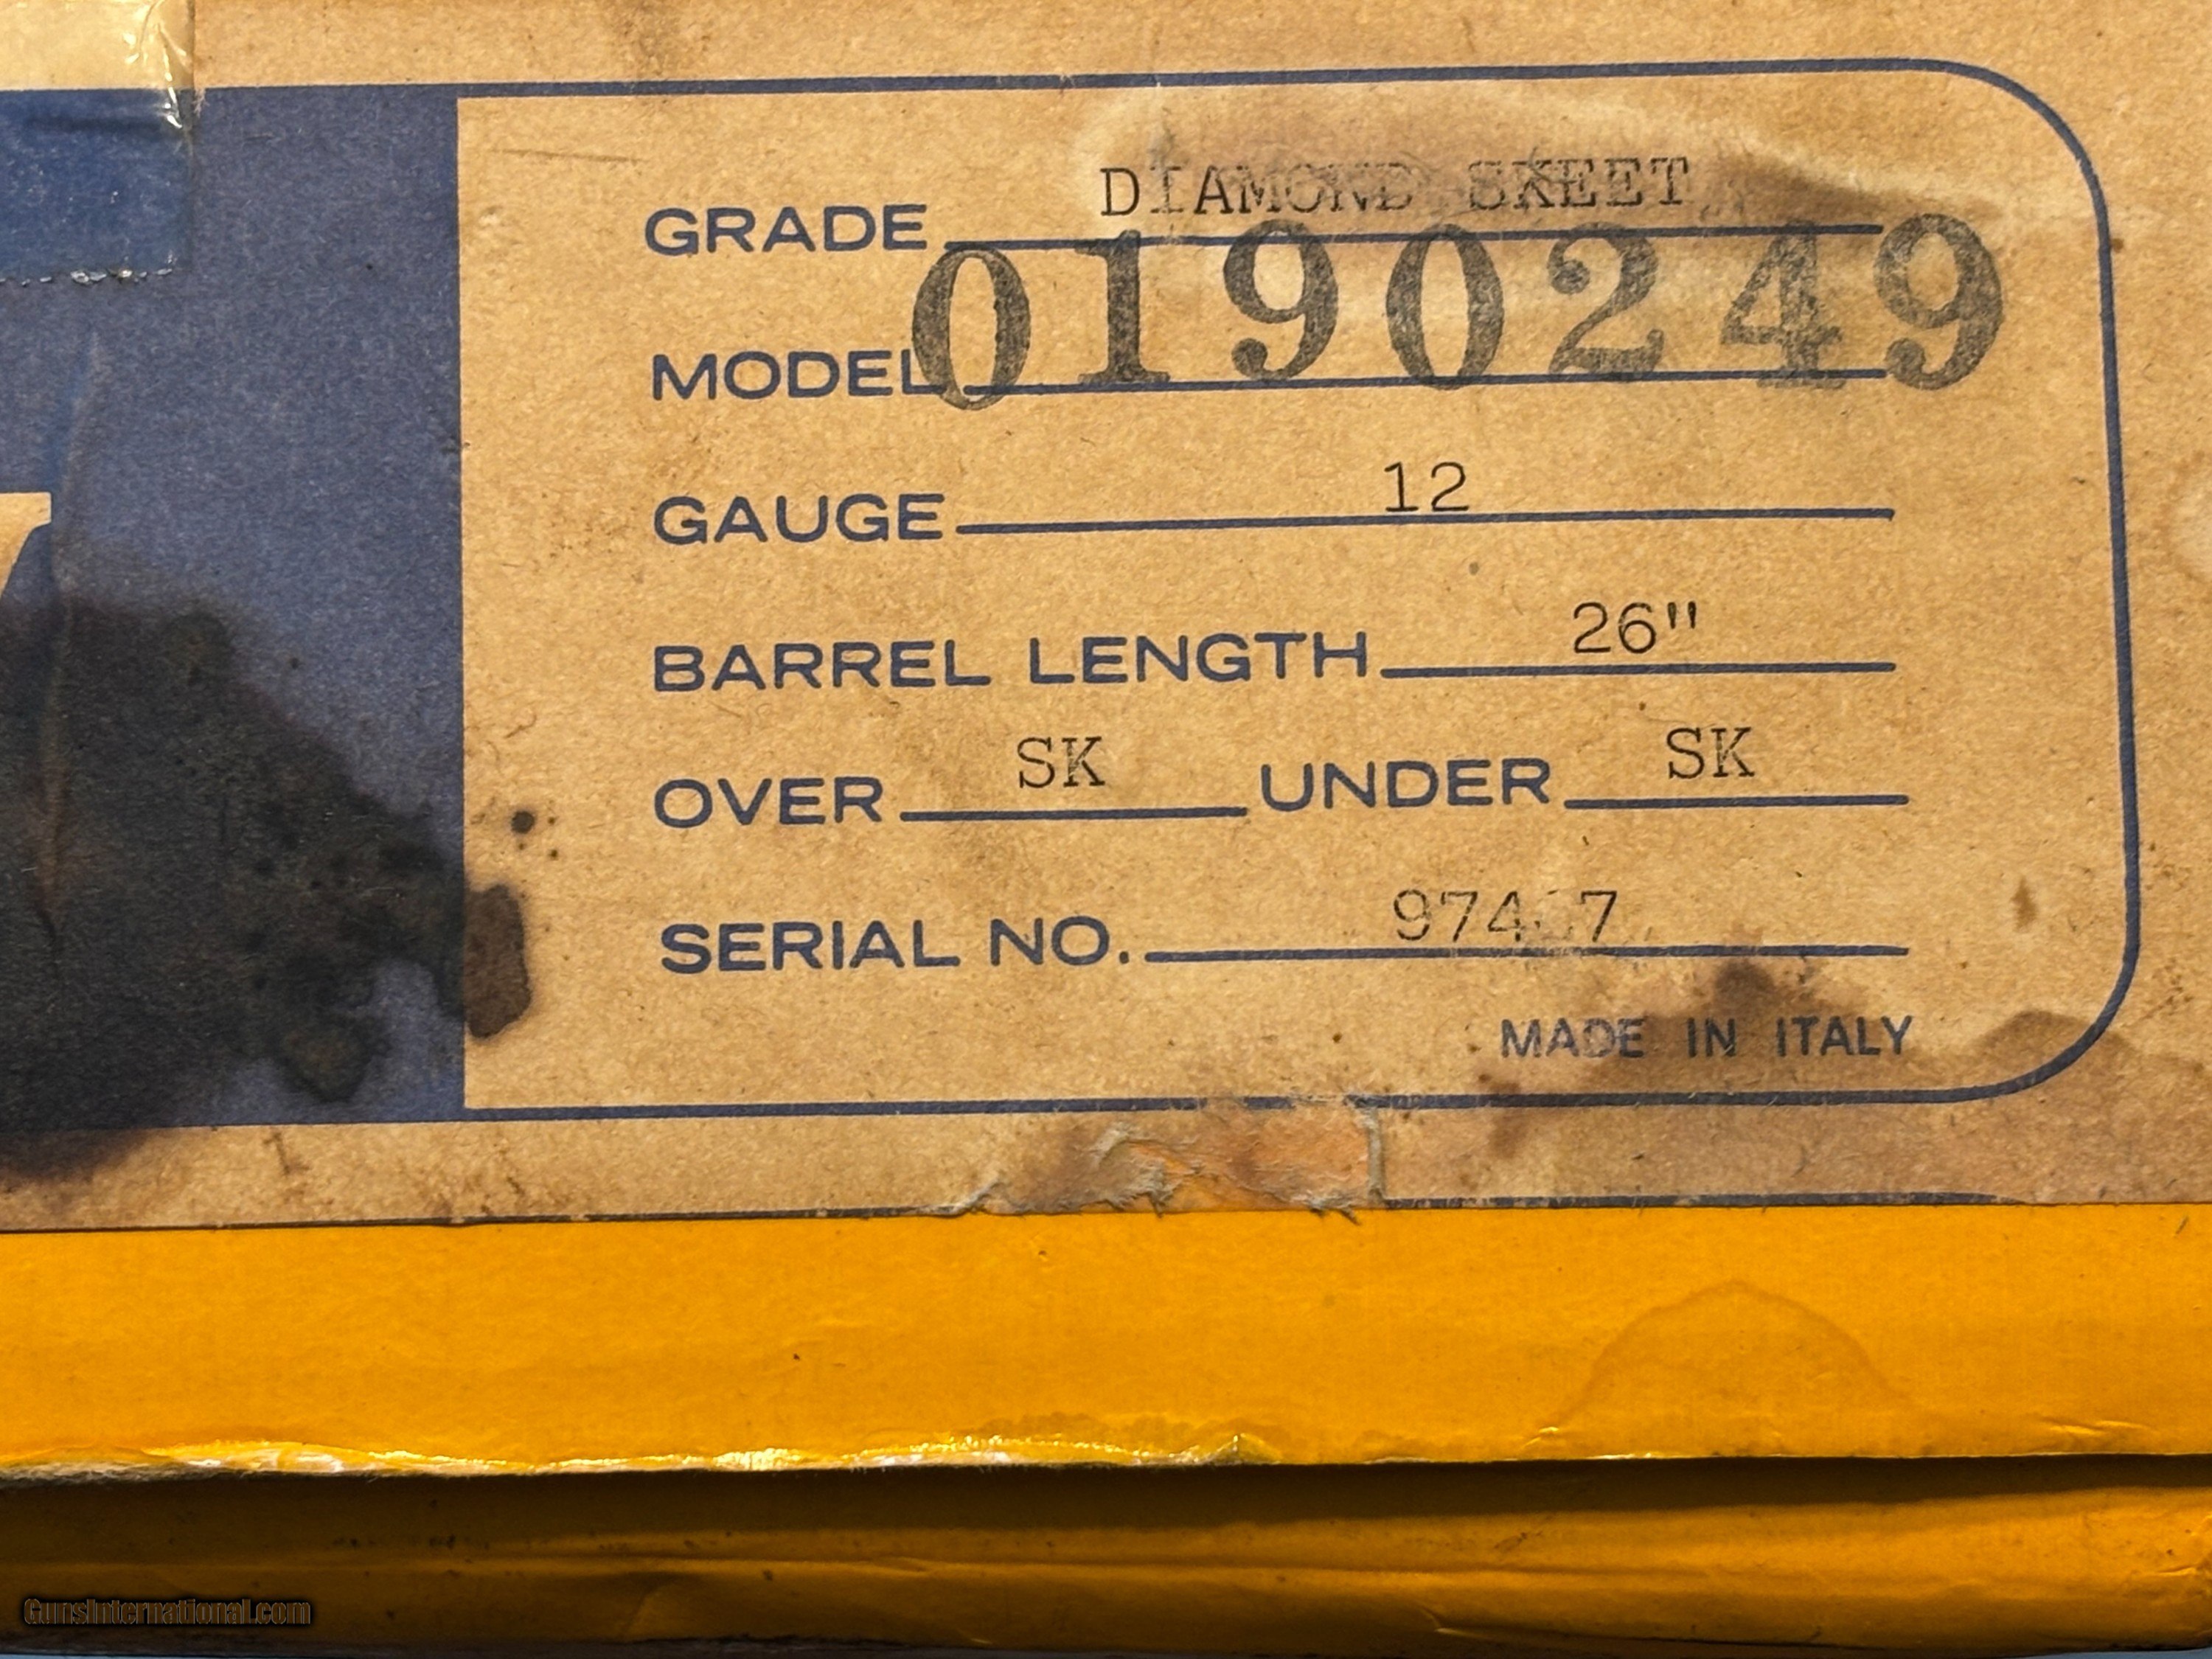 GRADE DIAMOND SKEET
0190249
MODEL
GAUGE 12
BARREL LENGTH 26"
OVER SK UNDER SK
SERIAL NO.
MADE IN ITALY
GunsInternational.com